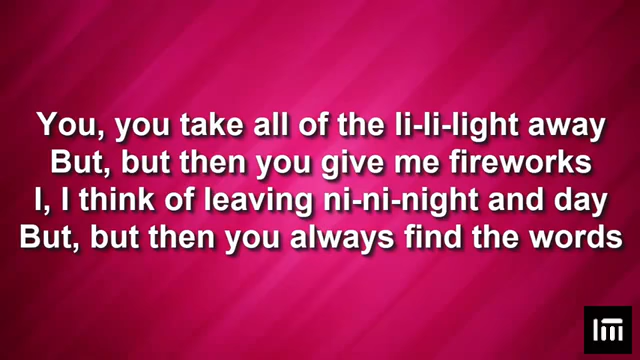 You, you take all of the li-li-light away
But, but then you give me fireworks
I, I think of leaving ni-ni-night and day
But, but then you always find the words